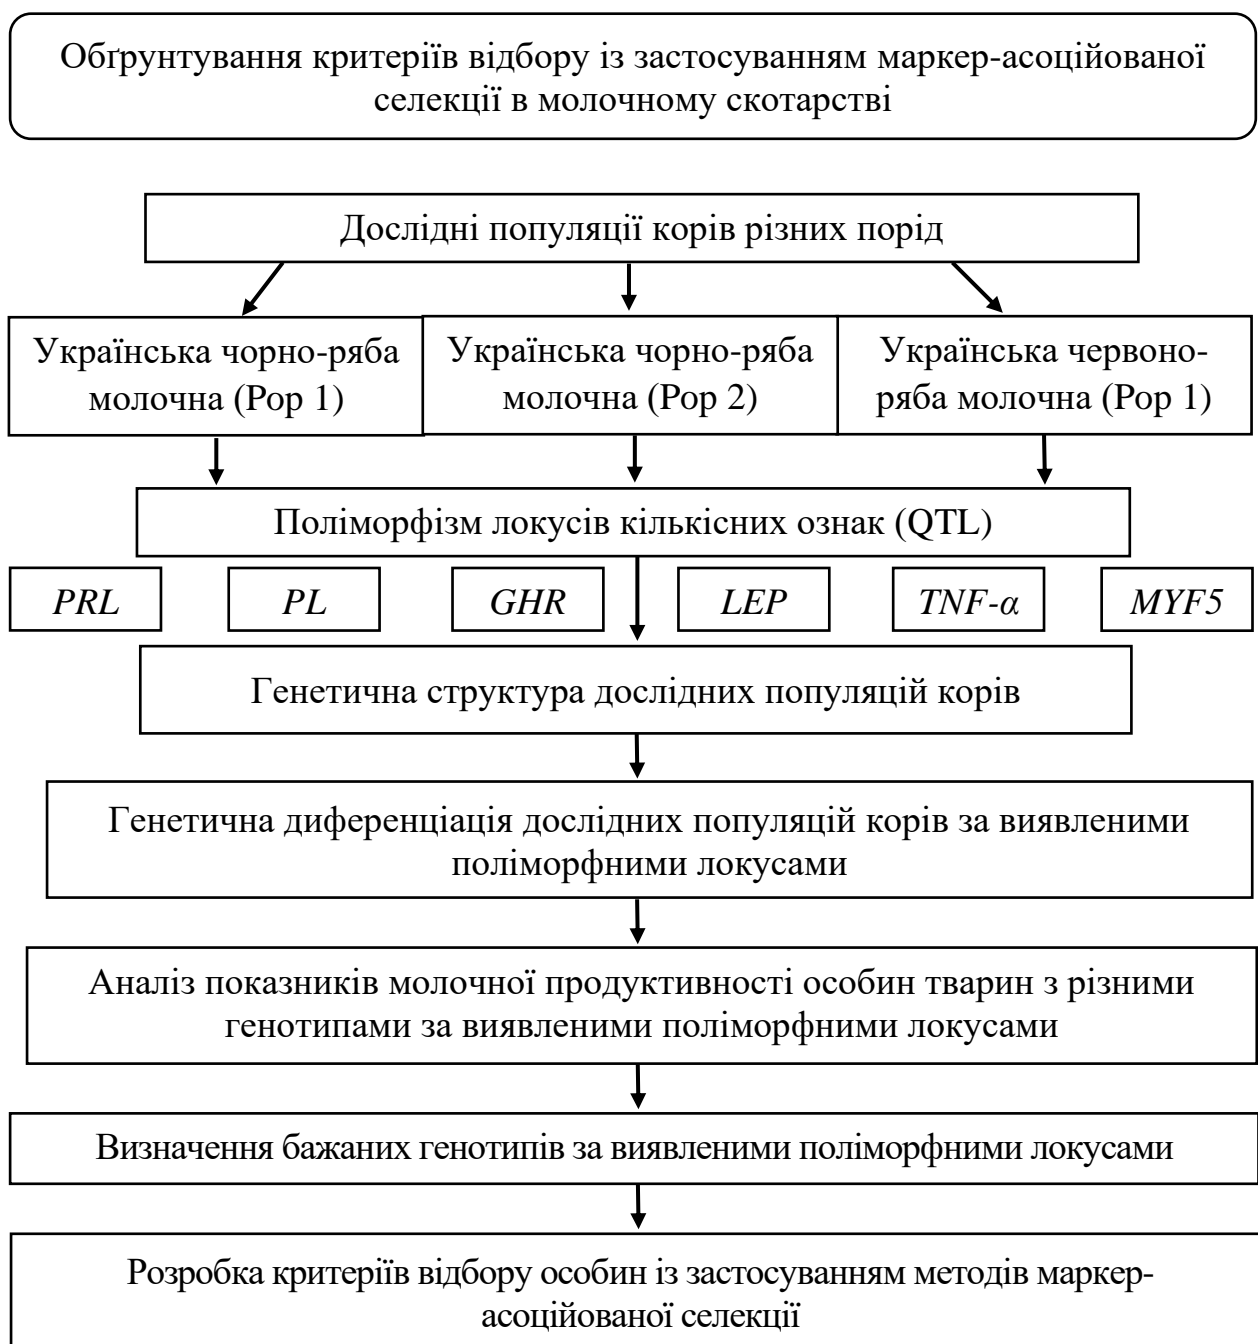 Обґрунтування критеріїв відбору із застосуванням маркер-асоційованої
селекції в молочному скотарстві
Дослідні популяції корів різних порід
Українська чорно-ряба
молочна (Pop 1)
Українська чорно-ряба
молочна (Pop 2)
Українська червоно-
ряба молочна (Pop 1)
Поліморфізм локусів кількісних ознак (QTL)
PRL
PL
GHR
LEP
TNF-α
MYF5
Генетична структура дослідних популяцій корів
Генетична диференціація дослідних популяцій корів за виявленими
поліморфними локусами
Аналіз показників молочної продуктивності особин тварин з різними
генотипами за виявленими поліморфними локусами
Визначення бажаних генотипів за виявленими поліморфними локусами
Розробка критеріїв відбору особин із застосуванням методів маркер-
асоційованої селекції